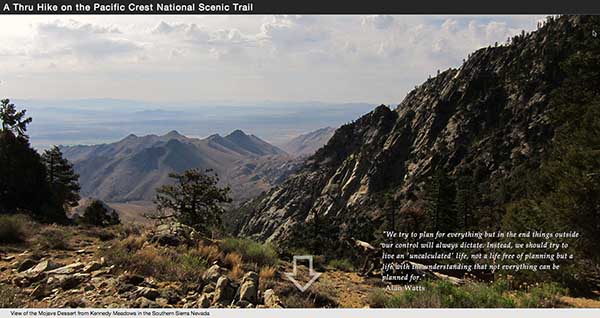 A Thru Hike on the Pacific Crest National Scenic Trail
"We try to plan for everything but in the end things outside
our control will always dictate. Instead, we should try to
live an 'uncalculated' life, not a life free of planning but a
life with the understanding that not everything can be
planned for."
-Alan Watts
View of the Mojave Dessert from Kennedy Meadows in the Southern Sierra Nevada